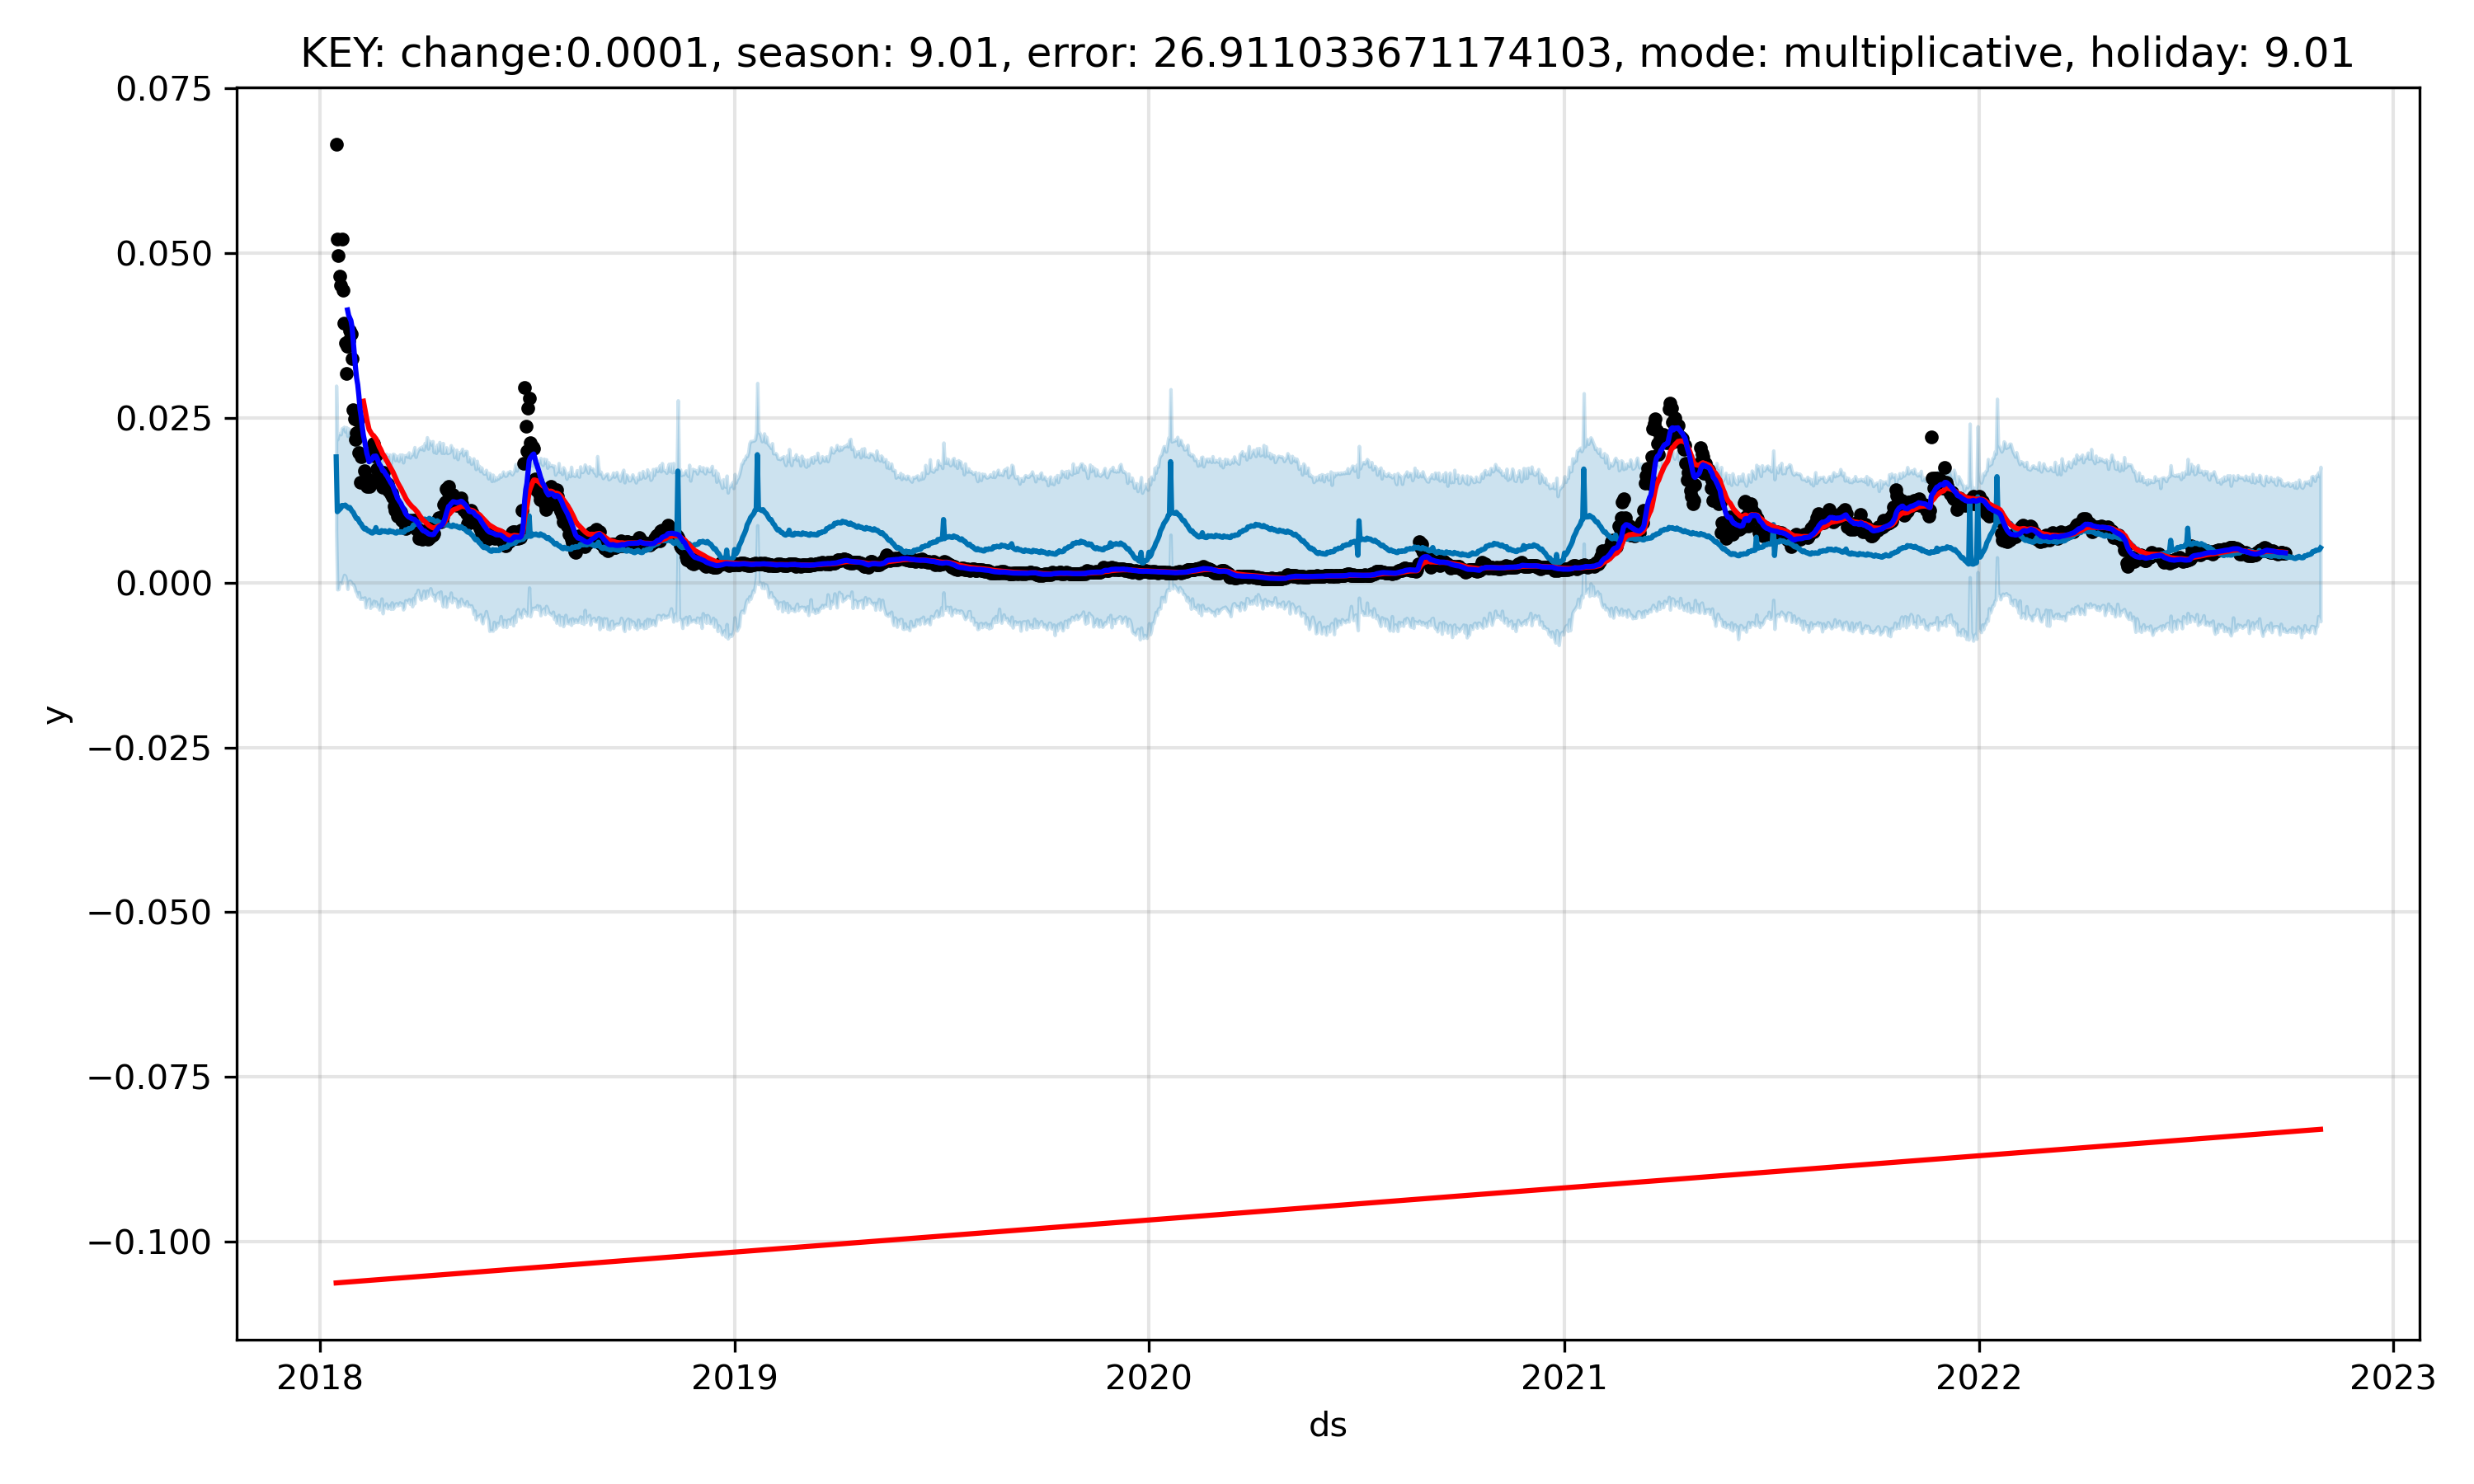 KEY: change:0.0001, season: 9.01, error: 26.911033671174103, mode: multiplicative, holiday: 9.01
0.075
0.050
0.025
0.000
−0.025
−0.050
−0.075
−0.100
y
2018 2019 2020 2021 2022 2023
ds